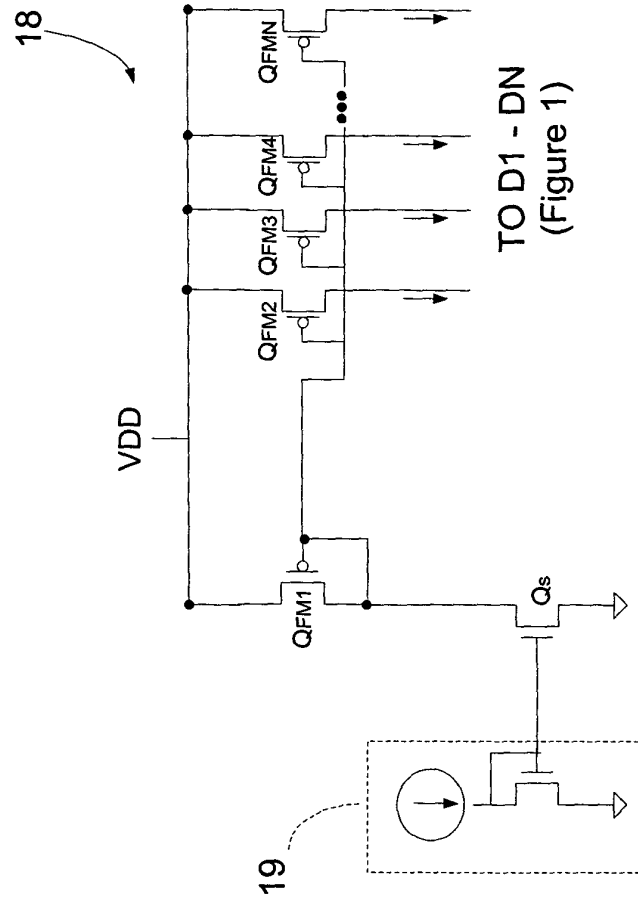 18
VDD
QFM1
QFM2
QFM3
QFM4
QFMN
TO D1 - DN
(Figure 1)
19
Qs